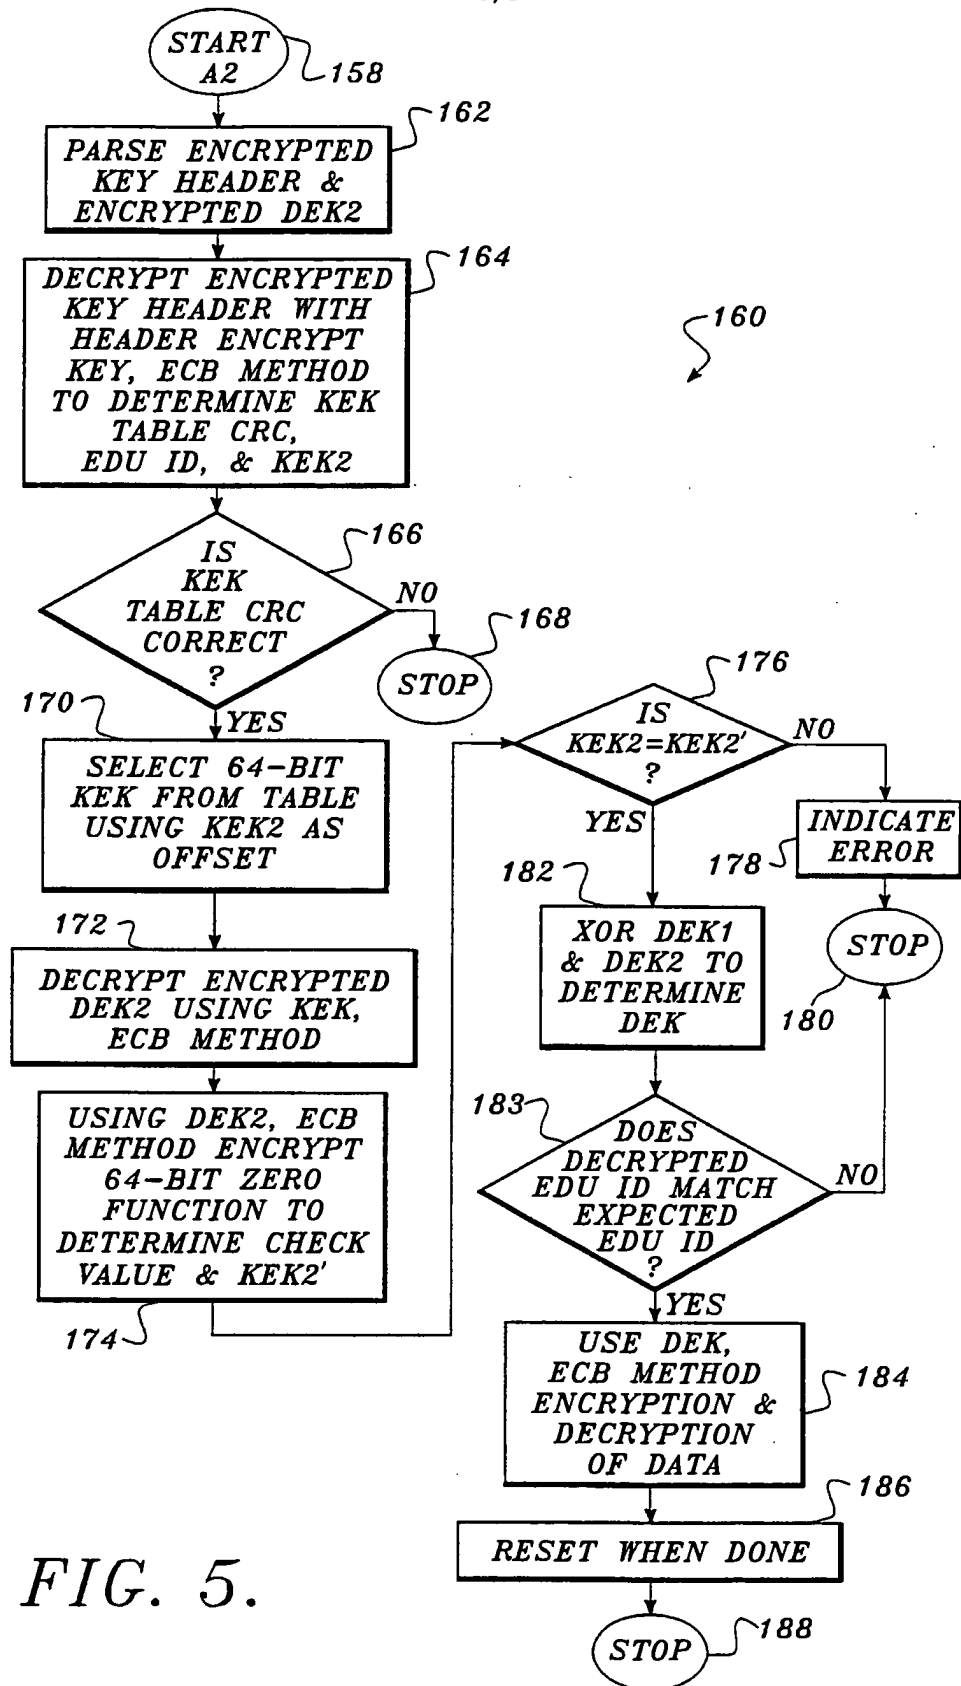 START
A2
158
162
PARSE ENCRYPTED
KEY HEADER &
ENCRYPTED DEK2
164
DECRYPT ENCRYPTED
KEY HEADER WITH
HEADER ENCRYPT
KEY, ECB METHOD
TO DETERMINE KEK
TABLE CRC,
EDU ID, & KEK2
160
166
IS
KEK
TABLE CRC
CORRECT
?
NO
168
STOP
YES
170
SELECT 64-BIT
KEK FROM TABLE
USING KEK2 AS
OFFSET
172
DECRYPT ENCRYPTED
DEK2 USING KEK,
ECB METHOD
USING DEK2, ECB
METHOD ENCRYPT
64-BIT ZERO
FUNCTION TO
DETERMINE CHECK
VALUE & KEK2'
174
176
IS
KEK2=KEK2'
?
NO
YES
INDICATE
ERROR
178
STOP
180
182
XOR DEK1
& DEK2 TO
DETERMINE
DEK
183
DOES
DECRYPTED
EDU ID MATCH
EXPECTED
EDU ID
?
NO
YES
USE DEK,
ECB METHOD
ENCRYPTION &
DECRYPTION
OF DATA
184
186
RESET WHEN DONE
STOP
188
FIG. 5.